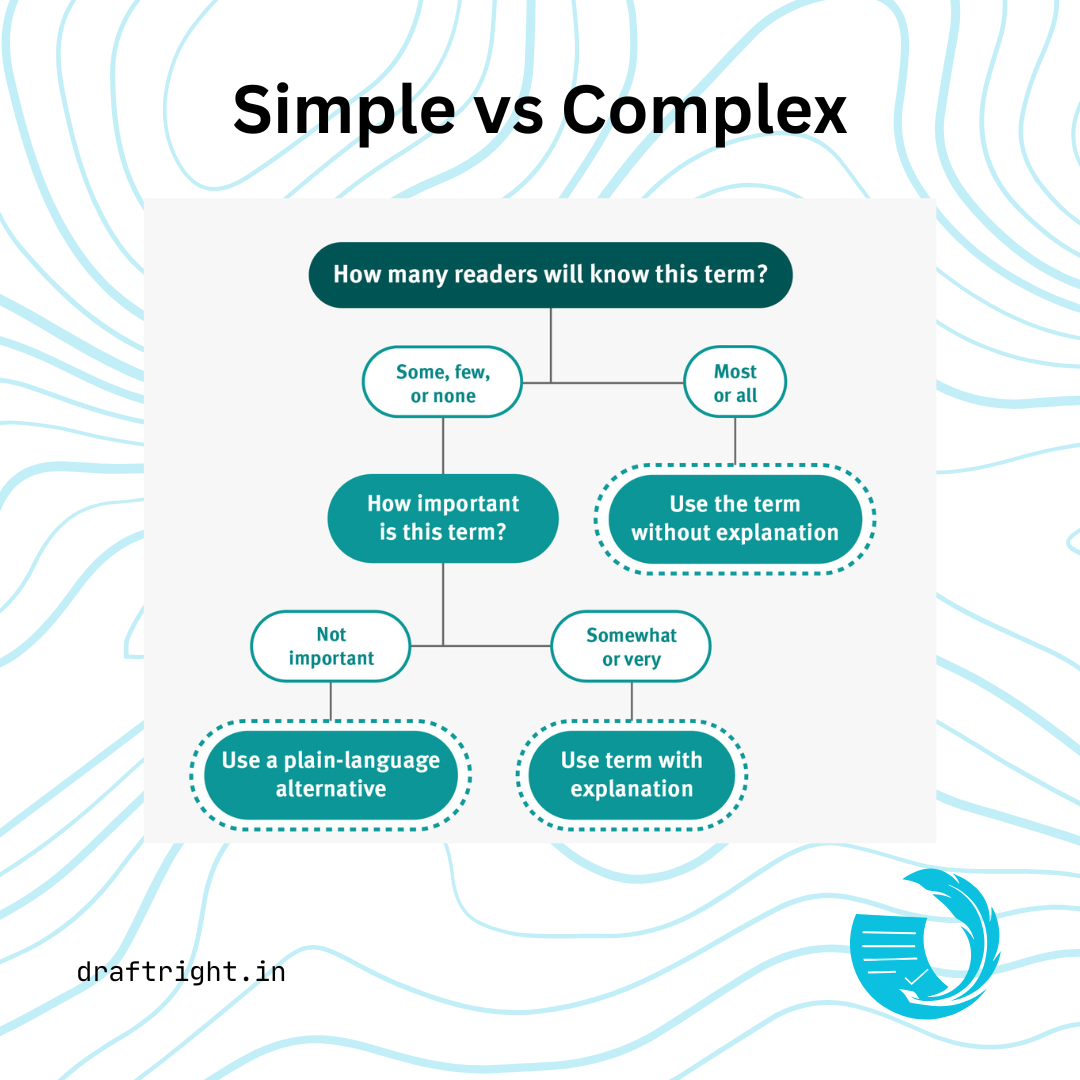 Simple vs Complex
How many readers will know this term?
Some, few,
or none
Most
or all
How important
is this term?
Use the term
without explanation
Not
important
Somewhat
or very
Use a plain-language
alternative
Use term with
explanation
draftright.in